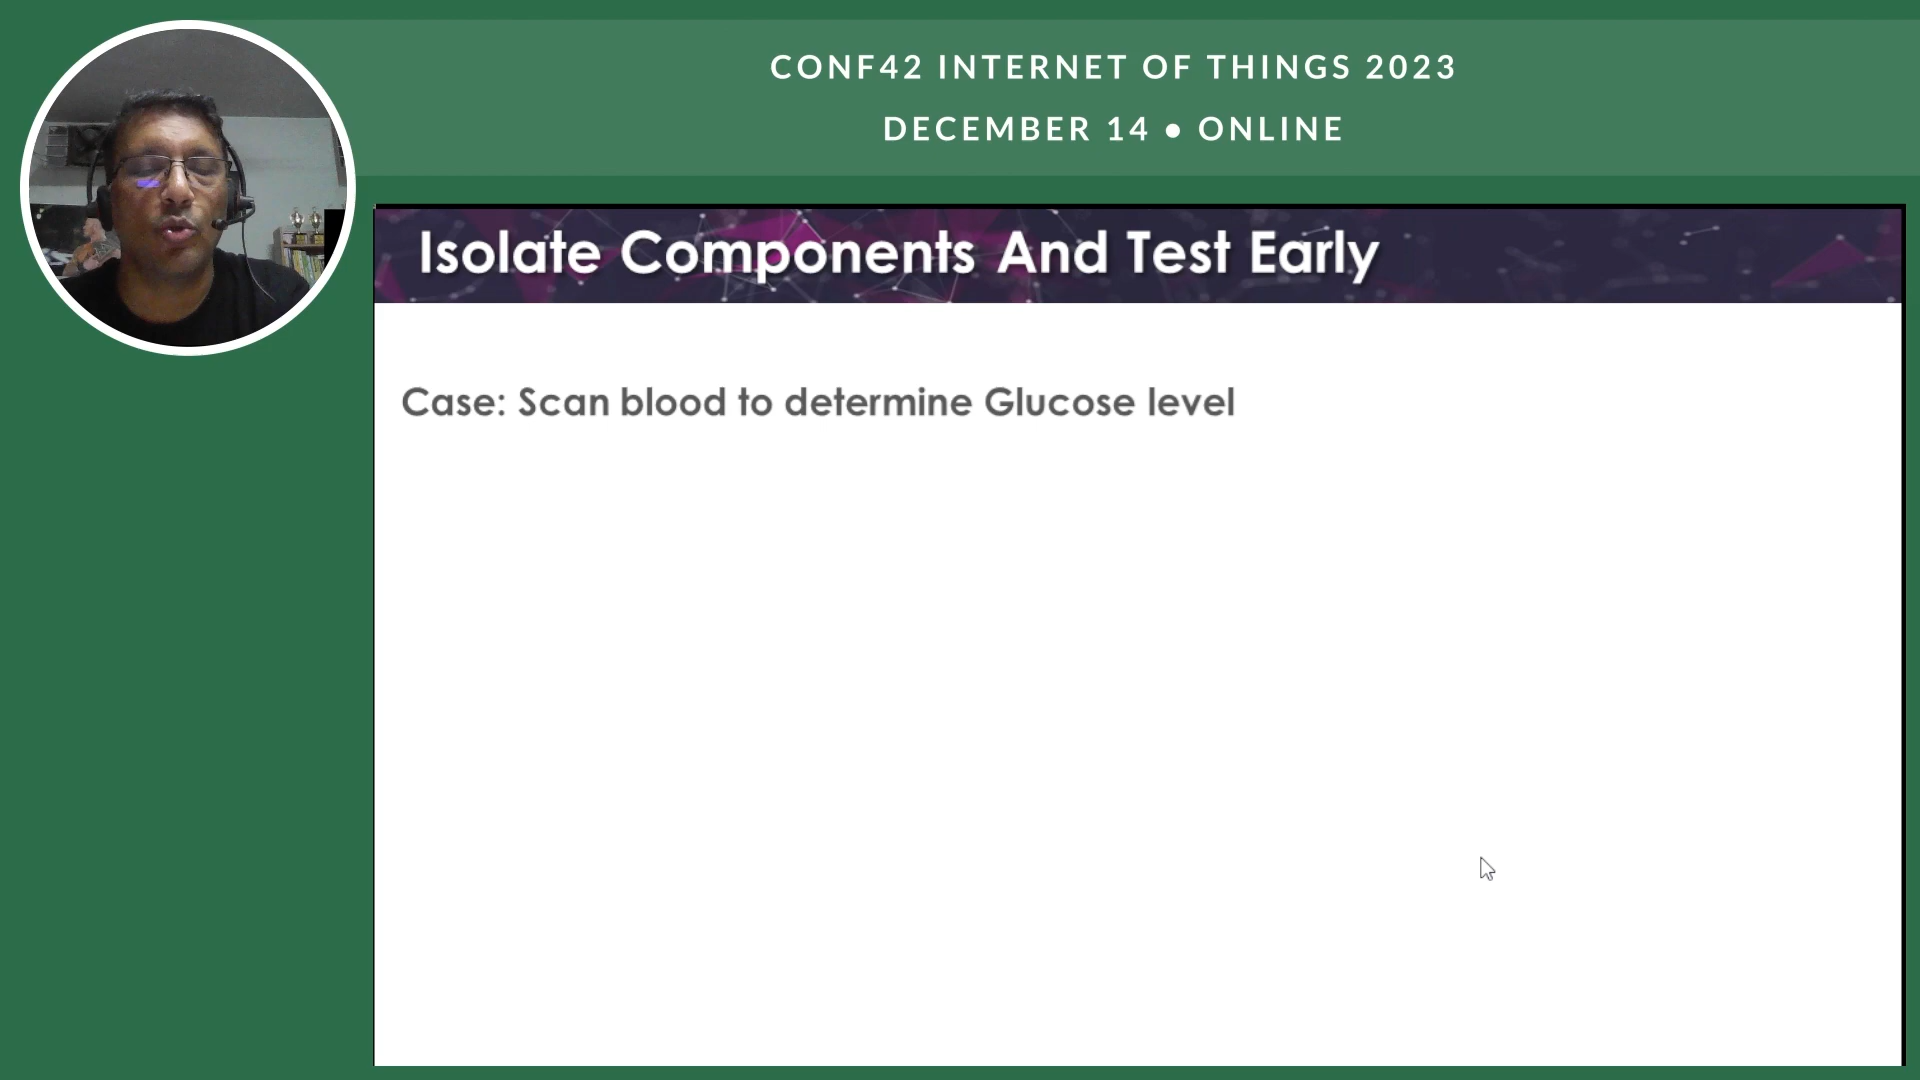 CONF42 INTERNET OF THINGS 2023
DECEMBER 14 ● ONLINE
Isolate Components And Test Early
Case: Scan blood to determine Glucose level